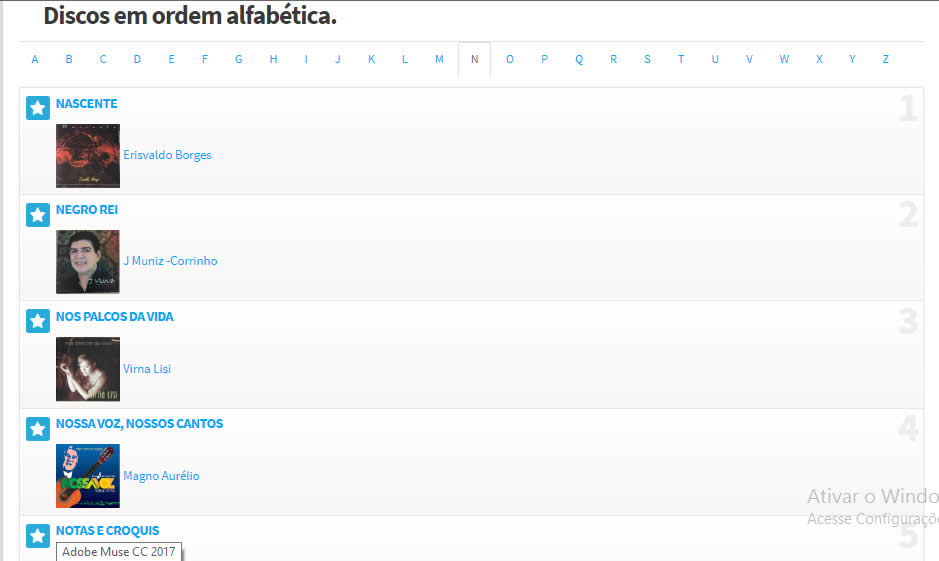 Discos em ordem alfabética.
A B C D E F G H I J K L M N O P Q R S T U V W X Y Z
NASCENTE
1
Erisvaldo Borges
NEGRO REI
2
J Muniz -Corrinho
NOS PALCOS DA VIDA
3
Virna Lisi
NOSSA VOZ, NOSSOS CANTOS
4
NOSSA VOZ
Magno Aurélio
Ativar o Windo
Acesse Configuraçõ
NOTAS E CROQUIS
5
Adobe Muse CC 2017